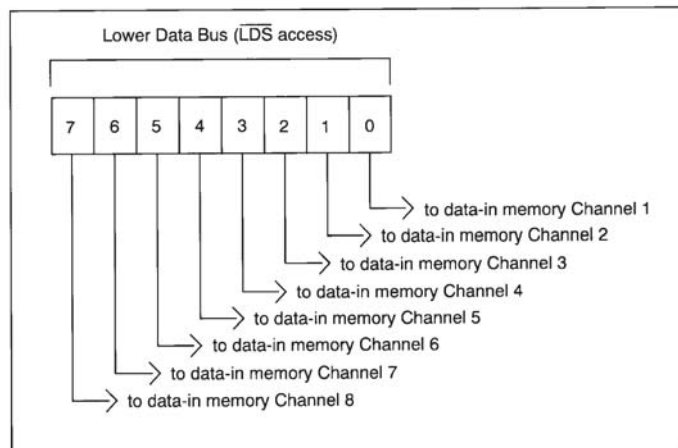 Lower Data Bus (LDS access)
7 6 5 4 3 2 1 0
to data-in memory Channel 1
to data-in memory Channel 2
to data-in memory Channel 3
to data-in memory Channel 4
to data-in memory Channel 5
to data-in memory Channel 6
to data-in memory Channel 7
to data-in memory Channel 8